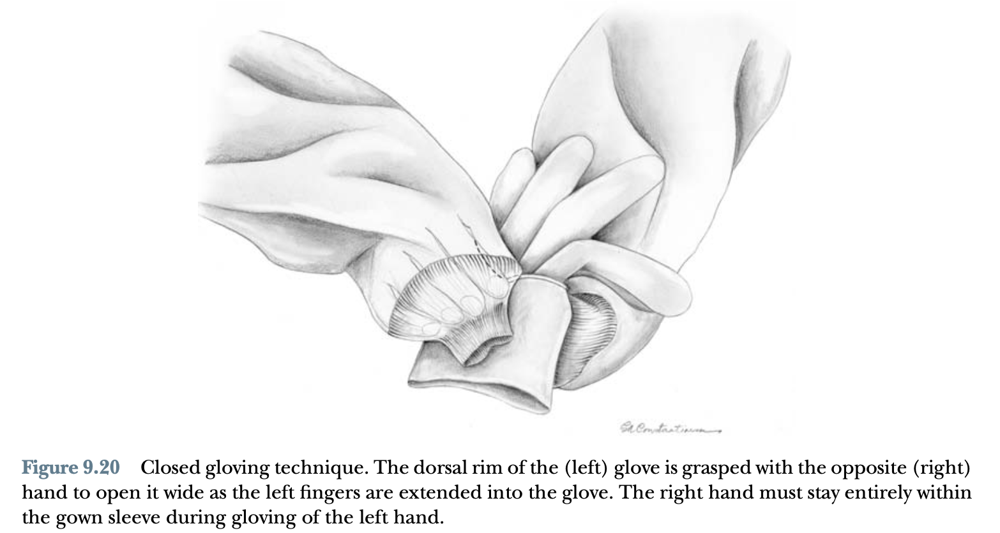 Figure 9.20 Closed gloving technique. The dorsal rim of the (left) glove is grasped with the opposite (right)
hand to open it wide as the left fingers are extended into the glove. The right hand must stay entirely within
the gown sleeve during gloving of the left hand.